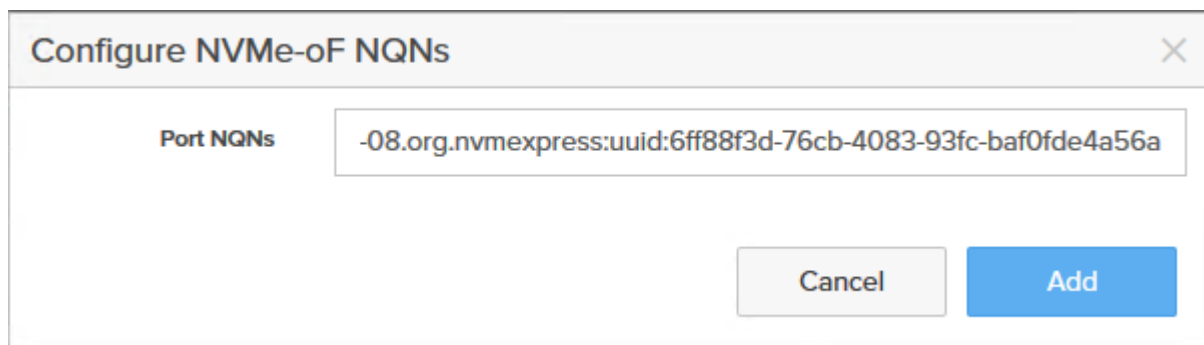 Configure NVMe-oF NQNs
Port NQNs -08.org.nvmexpress:uuid:6ff88f3d-76cb-4083-93fc-baf0fde4a56a
Cancel Add